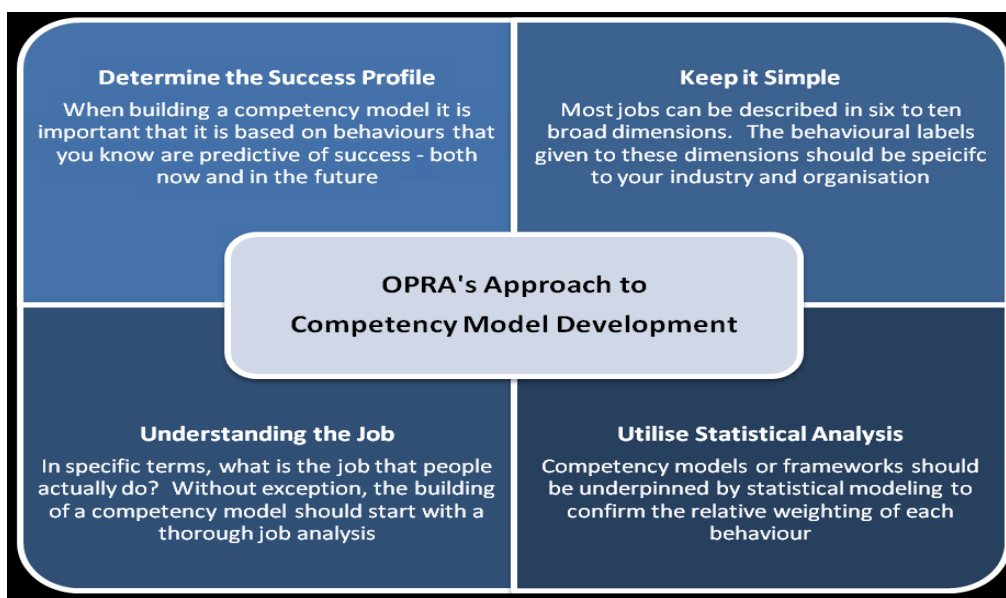 Determine the Success Profile
When building a competency model it is
important that it is based on behaviours that
you know are predictive of success - both
now and in the future
Keep it Simple
Most jobs can be described in six to ten
broad dimensions.  The behavioural labels
given to these dimensions should be speicifc
to your industry and organisation
OPRA's Approach to
Competency Model Development
Understanding the Job
In specific terms, what is the job that people
actually do?  Without exception, the building
of a competency model should start with a
thorough job analysis
Utilise Statistical Analysis
Competency models or frameworks should
be underpinned by statistical modeling to
confirm the relative weighting of each
behaviour